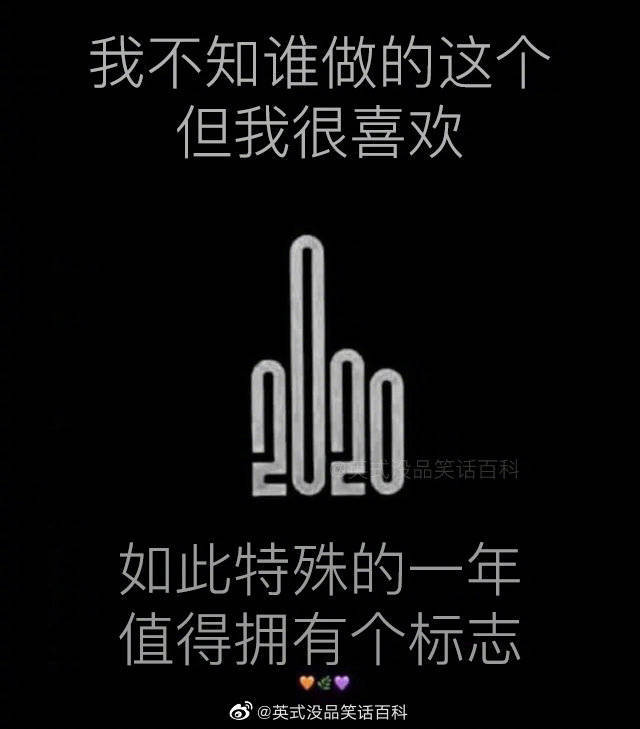 我不知谁做的这个
但我很喜欢
2020
@英式没品笑话百科
如此特殊的一年
值得拥有个标志
@英式没品笑话百科